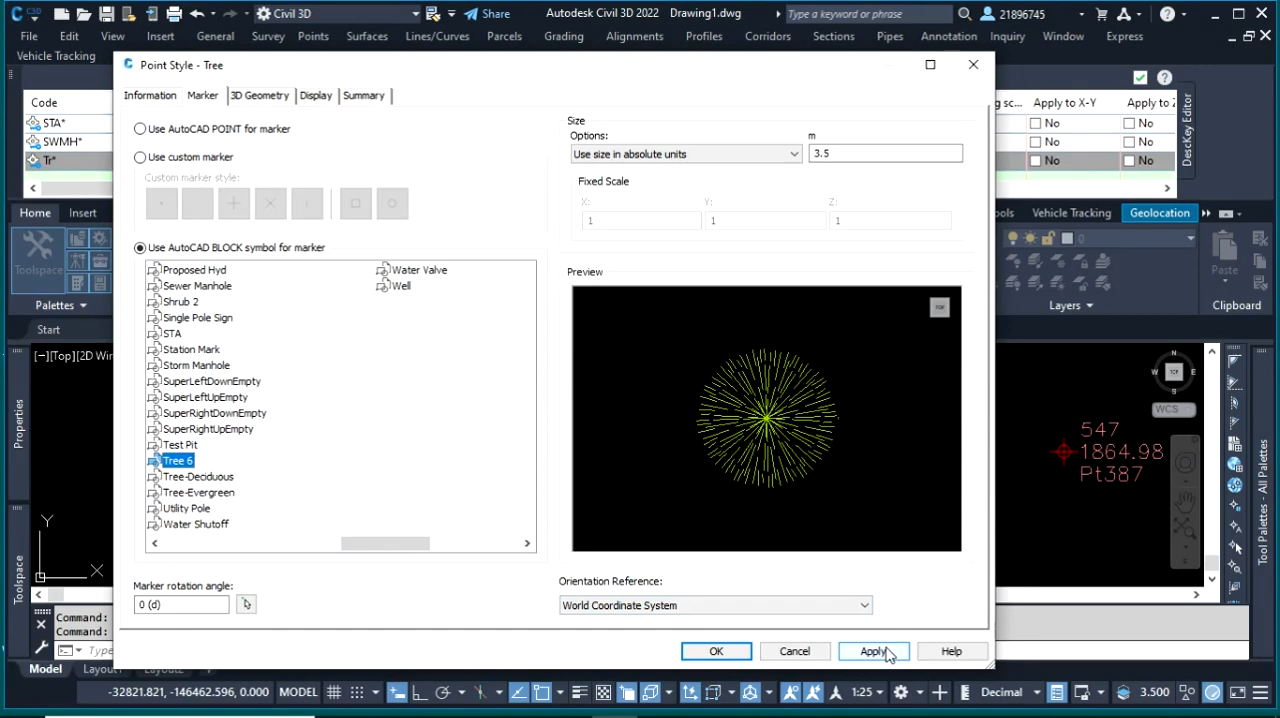 C3D
Civil 3D
Share
Autodesk Civil 3D 2022 Drawing1.dwg
Type a keyword or phrase
21896745
File Edit View Insert General Survey Points Surfaces Lines/Curves Parcels Grading Alignments Profiles Corridors Sections Pipes Annotation Inquiry Window Express
Vehicle Tracking
Point Style - Tree
Information Marker 3D Geometry Display Summary
Code
STA*
SWMH*
Tr*
Apply to X-Y
No
No
No
No
No
No
DescKey Editor
Use AutoCAD POINT for marker
Use custom marker
Custom marker style:
Use AutoCAD BLOCK symbol for marker
Size
Options:
m
Use size in absolute units
3.5
Fixed Scale
X:
Y:
Z:
1
1
1
Home Insert
Vehicle Tracking Geolocation
Toolspace
Palettes
Paste
Layers
Clipboard
0
Start
Proposed Hyd
Sewer Manhole
Shrub 2
Single Pole Sign
STA
Station Mark
Storm Manhole
SuperLeftDownEmpty
SuperLeftUpEmpty
SuperRightDownEmpty
SuperRightUpEmpty
Test Pit
Tree 6
Tree-Deciduous
Tree-Evergreen
Utility Pole
Water Shutoff
Water Valve
Well
Preview
TOP
Marker rotation angle:
0 (d)
Orientation Reference:
World Coordinate System
OK
Cancel
Apply
Help
Properties
Toolspace
Y
X
N
W
TOP
E
S
WCS
547
1864.98
Pt387
Tool Palettes - All Palettes
Command:
Command:
Model
-32821.821, -146462.596, 0.000 MODEL
1:25
Decimal
3.500